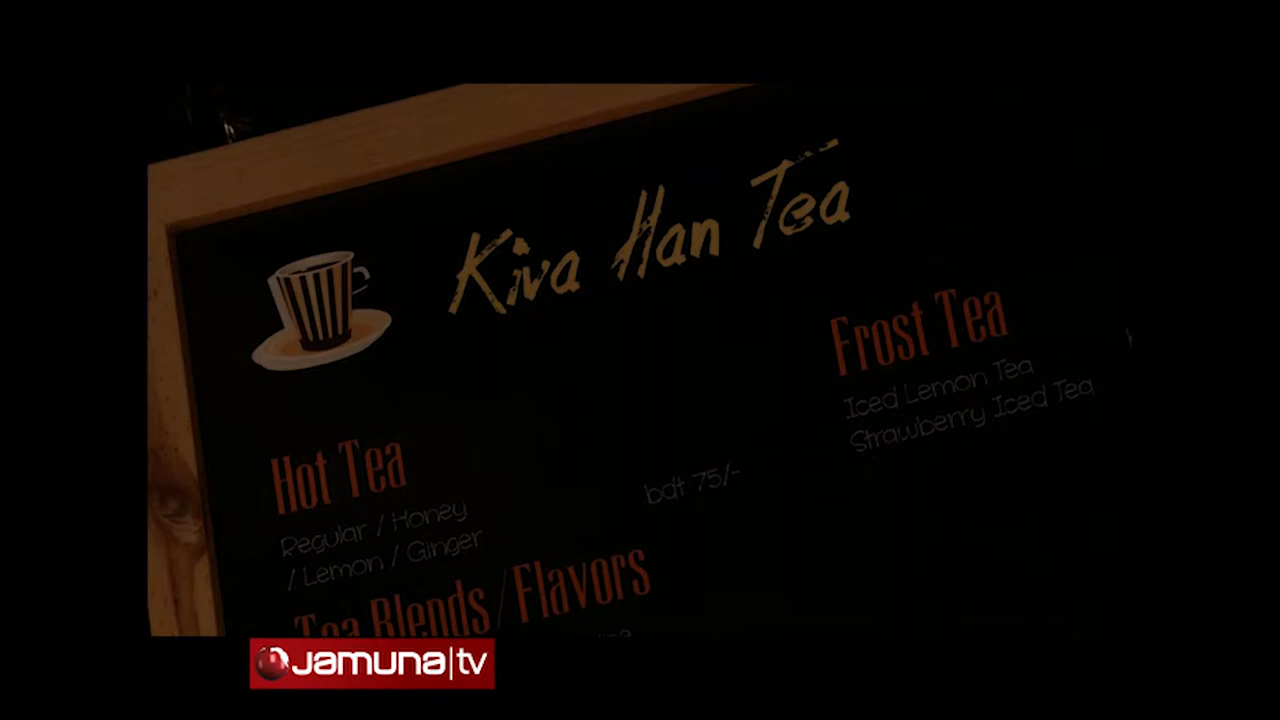 Kiva Han Tea
Frost Tea
Iced Lemon Tea
Strawberry Iced Tea
Hot Tea
Regular / Honey
/ Lemon / Ginger
bdt 75/-
Tea Blends / Flavors
Jamuna|tv